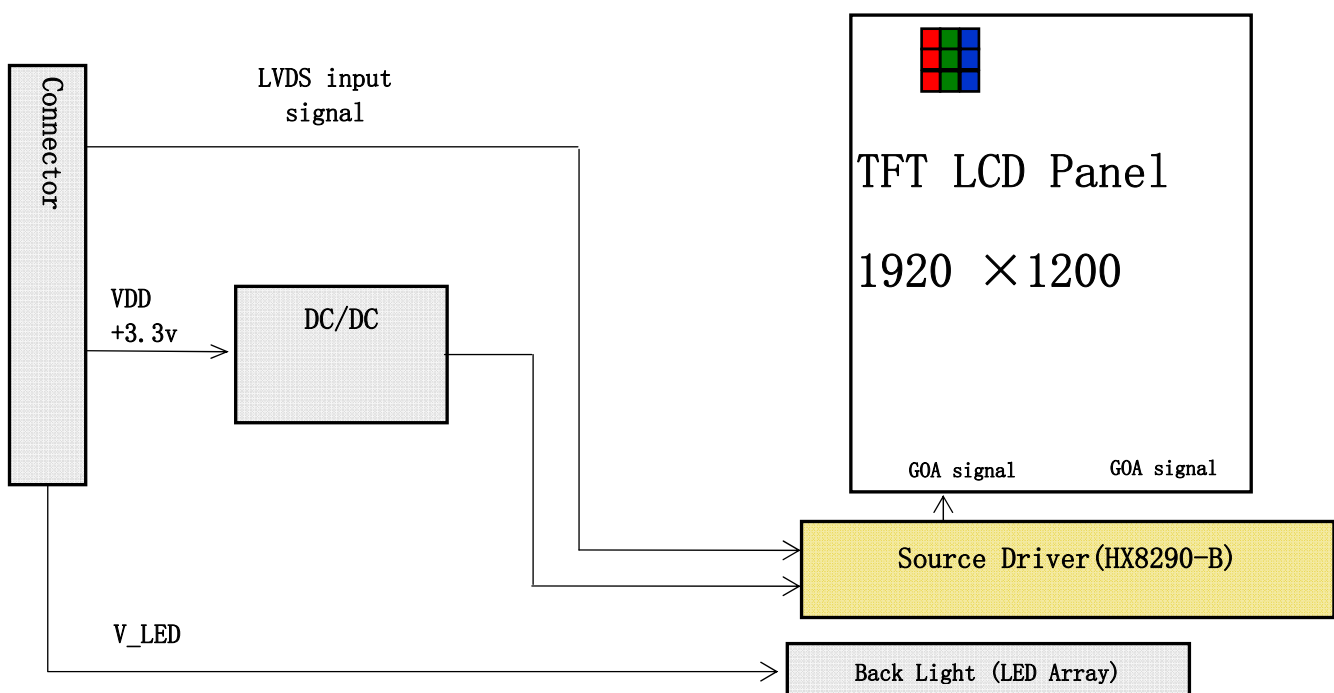 Connector
LVDS input
signal
TFT LCD Panel
1920 ×1200
VDD
+3.3v
DC/DC
GOA signal
GOA signal
Source Driver(HX8290-B)
V_LED
Back Light (LED Array)